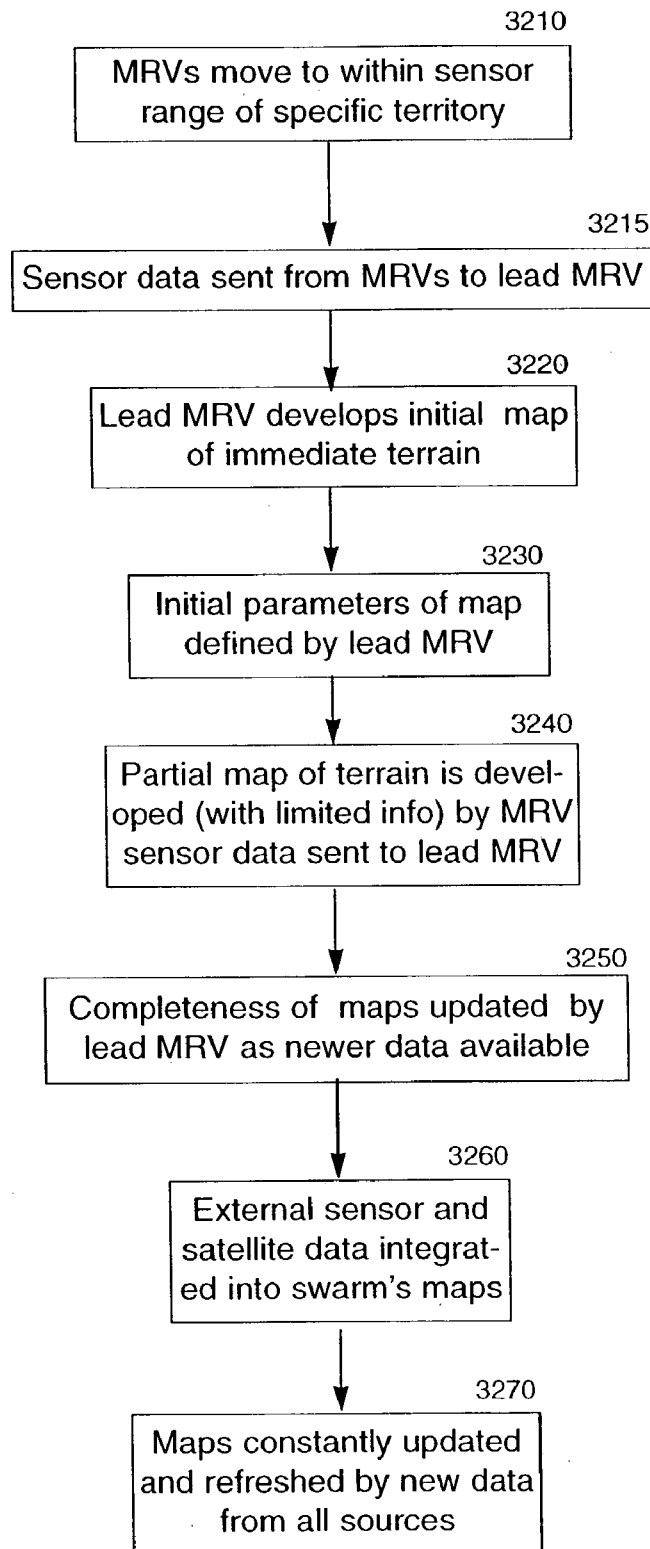 3210
MRVs move to within sensor
range of specific territory
3215
Sensor data sent from MRVs to lead MRV
3220
Lead MRV develops initial map
of immediate terrain
3230
Initial parameters of map
defined by lead MRV
3240
Partial map of terrain is devel-
oped (with limited info) by MRV
sensor data sent to lead MRV
3250
Completeness of maps updated by
lead MRV as newer data available
3260
External sensor and
satellite data integrat-
ed into swarm's maps
3270
Maps constantly updated
and refreshed by new data
from all sources